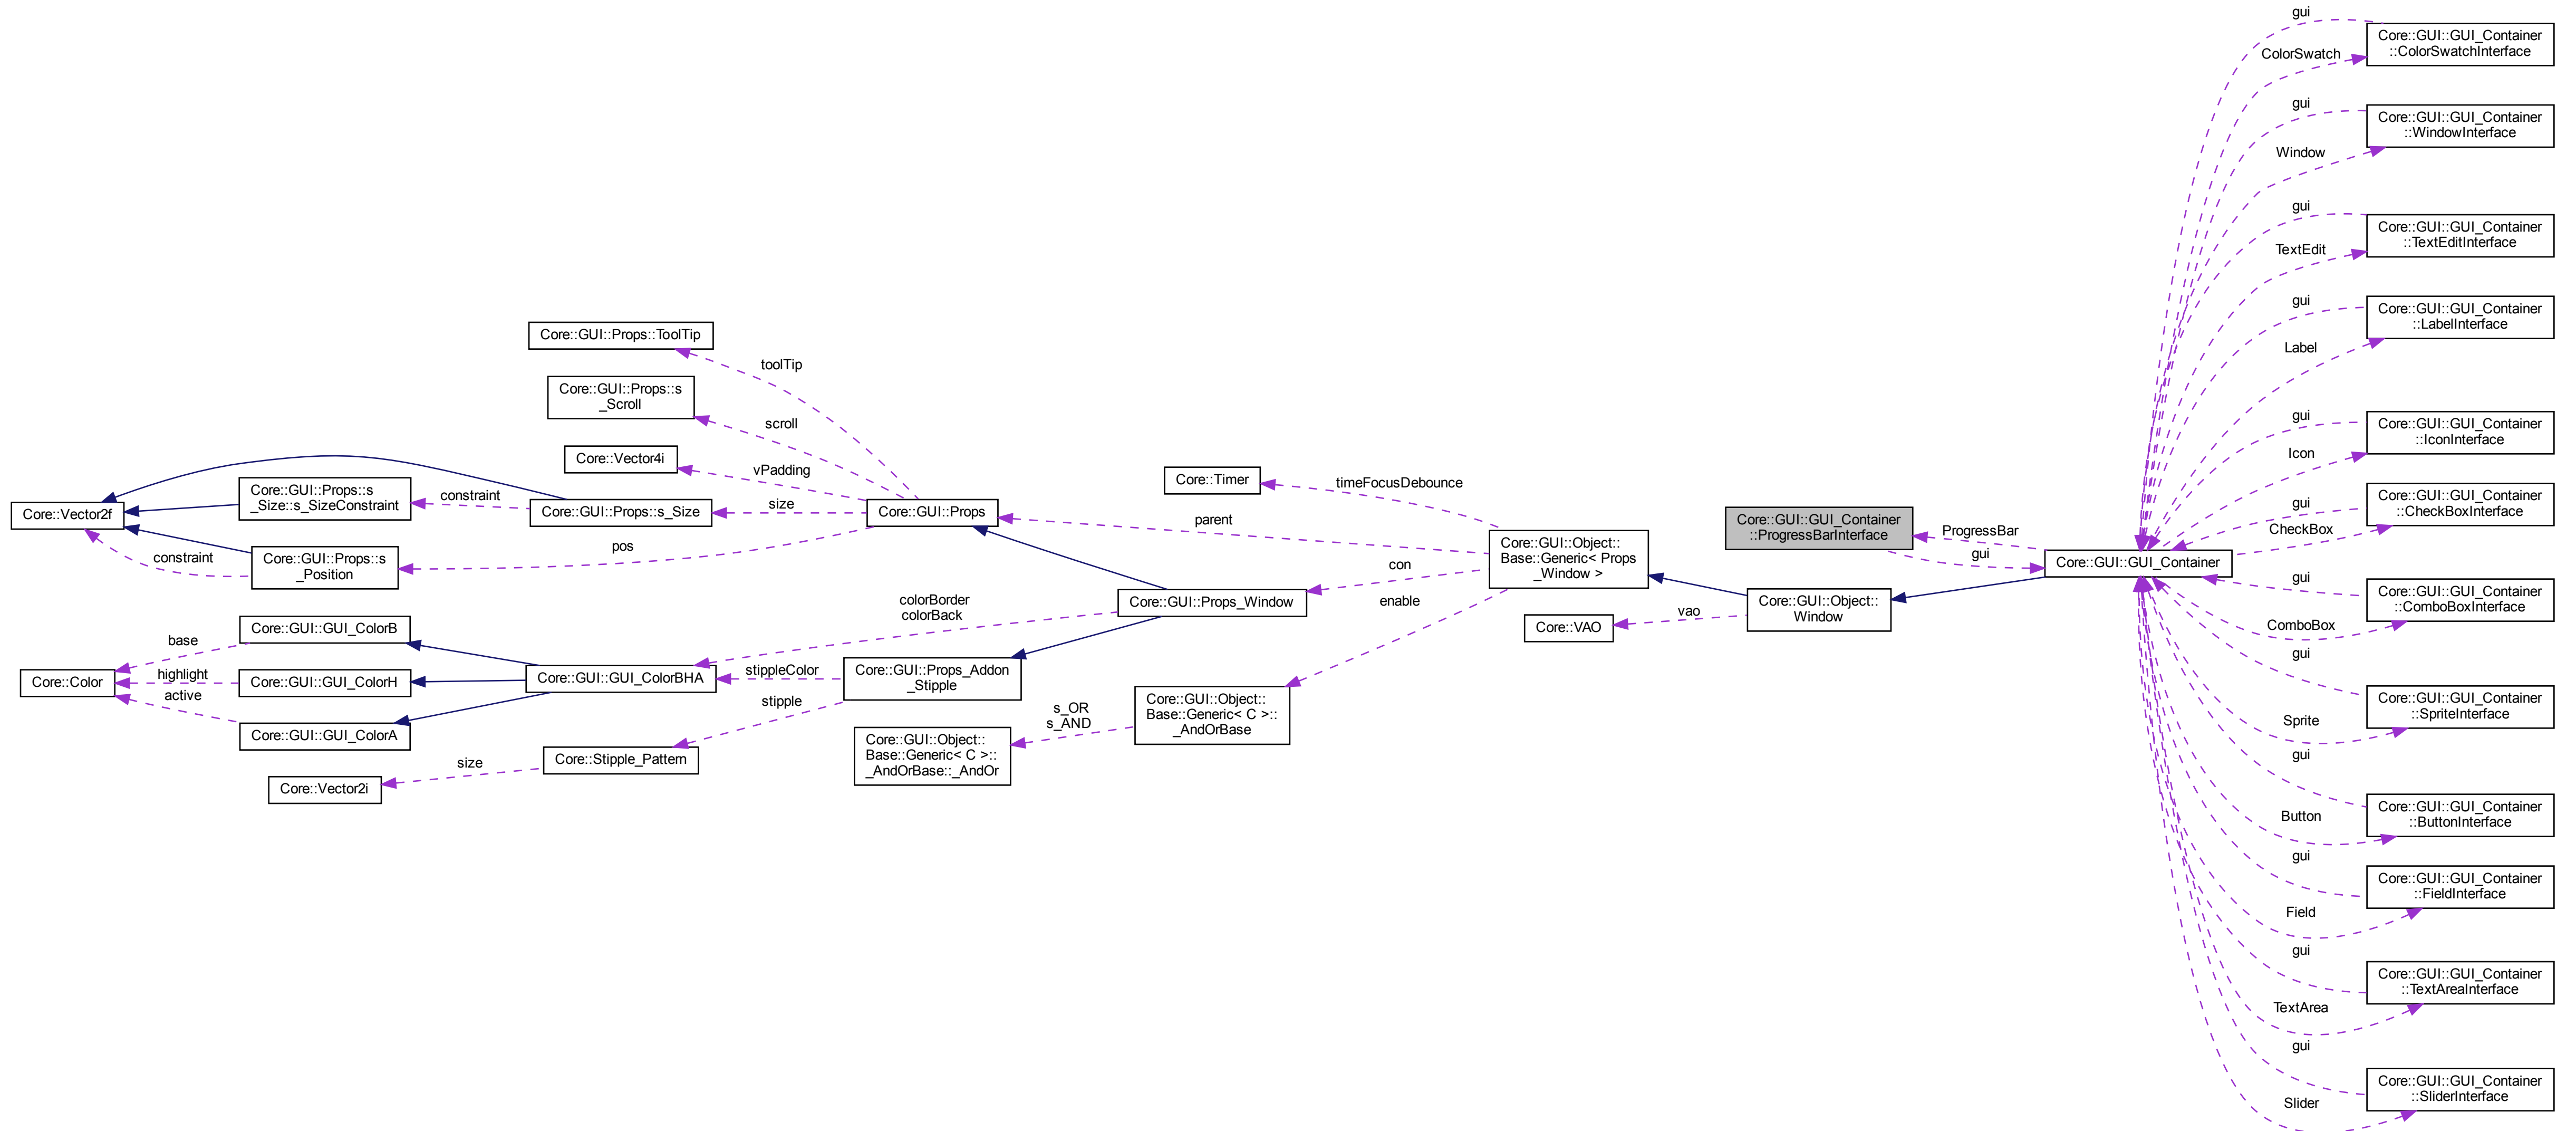 gui
Core::GUI::GUI_Container
::ColorSwatchInterface
ColorSwatch
gui
Core::GUI::GUI_Container
::WindowInterface
Window
gui
Core::GUI::GUI_Container
::TextEditInterface
TextEdit
gui
Core::GUI::GUI_Container
::LabelInterface
Label
gui
Core::GUI::GUI_Container
::IconInterface
Icon
gui
Core::GUI::GUI_Container
::CheckBoxInterface
CheckBox
gui
Core::GUI::GUI_Container
::ComboBoxInterface
ComboBox
gui
Core::GUI::GUI_Container
::SpriteInterface
Sprite
gui
Core::GUI::GUI_Container
::ButtonInterface
Button
gui
Core::GUI::GUI_Container
::FieldInterface
Field
gui
Core::GUI::GUI_Container
::TextAreaInterface
TextArea
gui
Core::GUI::GUI_Container
::SliderInterface
Slider
Core::GUI::Props::ToolTip
toolTip
Core::GUI::Props::s
_Scroll
scroll
Core::Vector4i
vPadding
Core::Vector2f
Core::GUI::Props::s
_Size::s_SizeConstraint
constraint
Core::GUI::Props::s_Size
size
Core::GUI::Props
constraint
Core::GUI::Props::s
_Position
pos
Core::Timer
timeFocusDebounce
parent
Core::GUI::Object::
Base::Generic< Props
_Window >
con
enable
Core::GUI::GUI_Container
::ProgressBarInterface
ProgressBar
gui
Core::GUI::GUI_Container
Core::GUI::Props_Window
Core::VAO
vao
Core::GUI::Object::
Window
colorBorder
colorBack
base
Core::GUI::GUI_ColorB
Core::Color
highlight
Core::GUI::GUI_ColorH
active
Core::GUI::GUI_ColorA
Core::GUI::GUI_ColorBHA
stippleColor
Core::GUI::Props_Addon
_Stipple
stipple
Core::Stipple_Pattern
size
Core::Vector2i
Core::GUI::Object::
Base::Generic< C >::
_AndOrBase::_AndOr
s_OR
s_AND
Core::GUI::Object::
Base::Generic< C >::
_AndOrBase